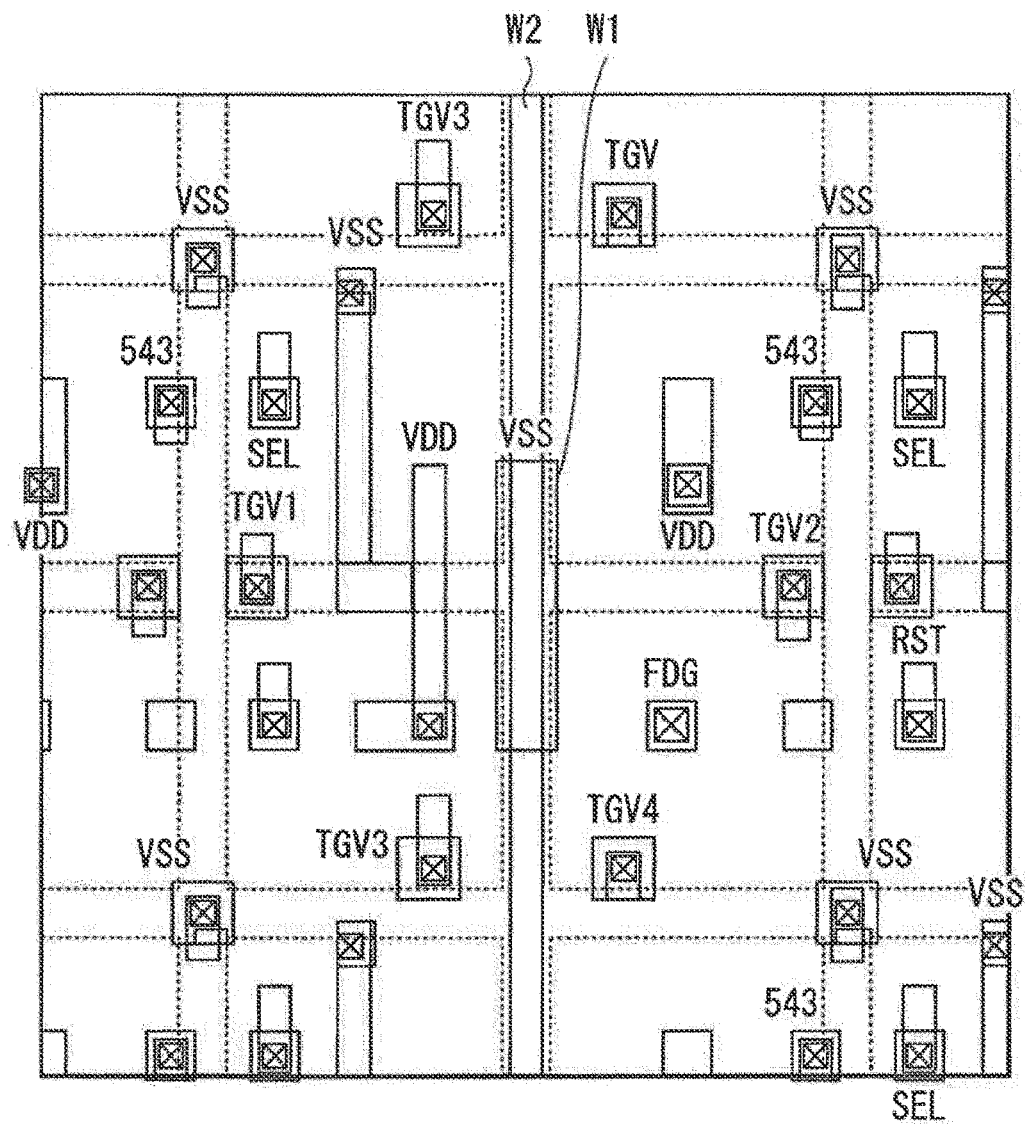 W2 W1
TGV3
TGV
VSS
VSS
VSS
543
543
SEL
VDD
VSS
SEL
TGV1
VDD
VDD
TGV2
FDG
RST
TGV3
TGV4
VSS
VSS
VSS
543
SEL